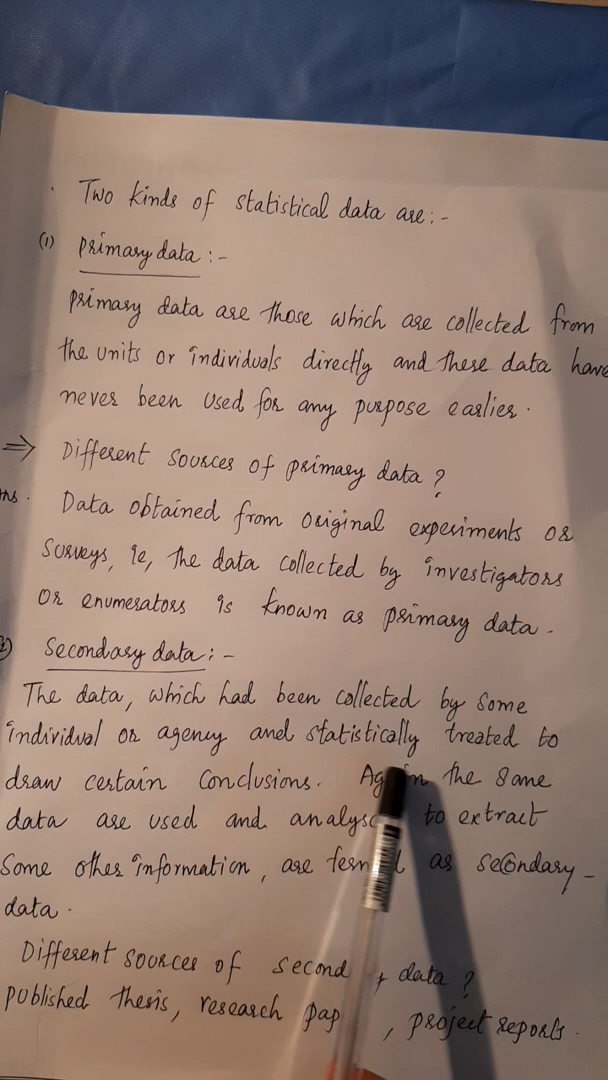 Two kinds of statistical data are:-
(1) primary data :-
primary data are those which are collected from
the units or individuals directly and these data have
never been used for any purpose earlier.
⇒ Different sources of primary data?
Data obtained from original experiments or
surveys, ie, the data collected by investigators
or enumerators is known as primary data.
Secondary data: -
The data, which had been collected by some
individual or agency and statistically treated to
draw certain conclusions. Again the same
data are used and to extract
some other information, are as secondary-
data.
Different sources of data?
published thesis, research , project reports.